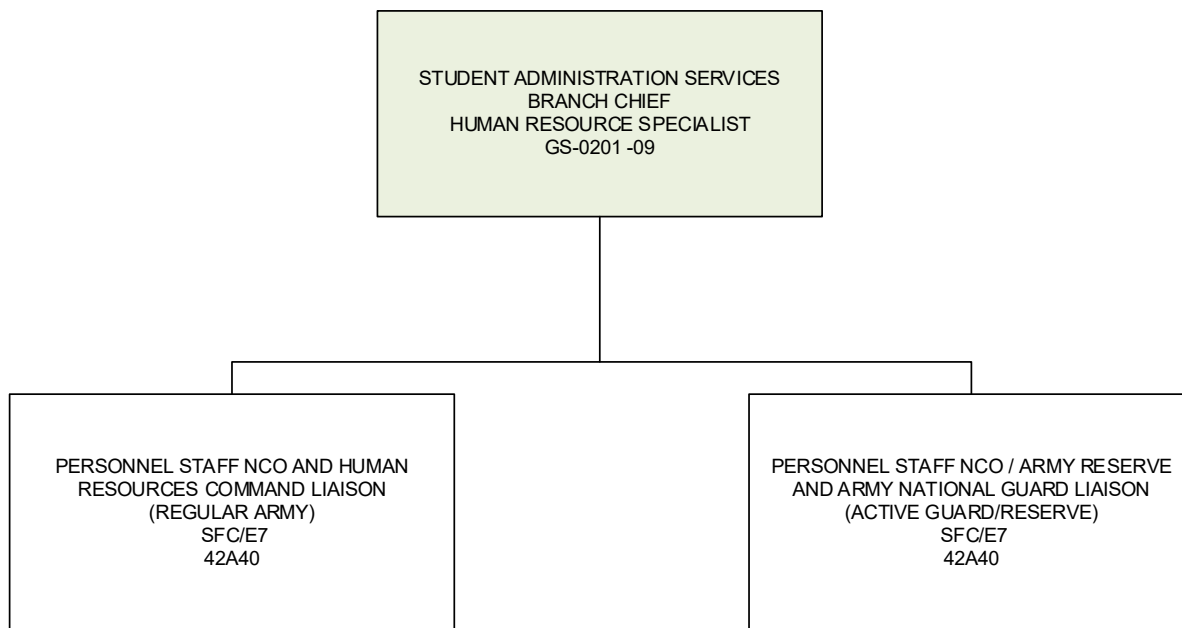 STUDENT ADMINISTRATION SERVICES
BRANCH CHIEF
HUMAN RESOURCE SPECIALIST
GS-0201 -09
PERSONNEL STAFF NCO AND HUMAN
RESOURCES COMMAND LIAISON
(REGULAR ARMY)
SFC/E7
42A40
PERSONNEL STAFF NCO / ARMY RESERVE
AND ARMY NATIONAL GUARD LIAISON
(ACTIVE GUARD/RESERVE)
SFC/E7
42A40